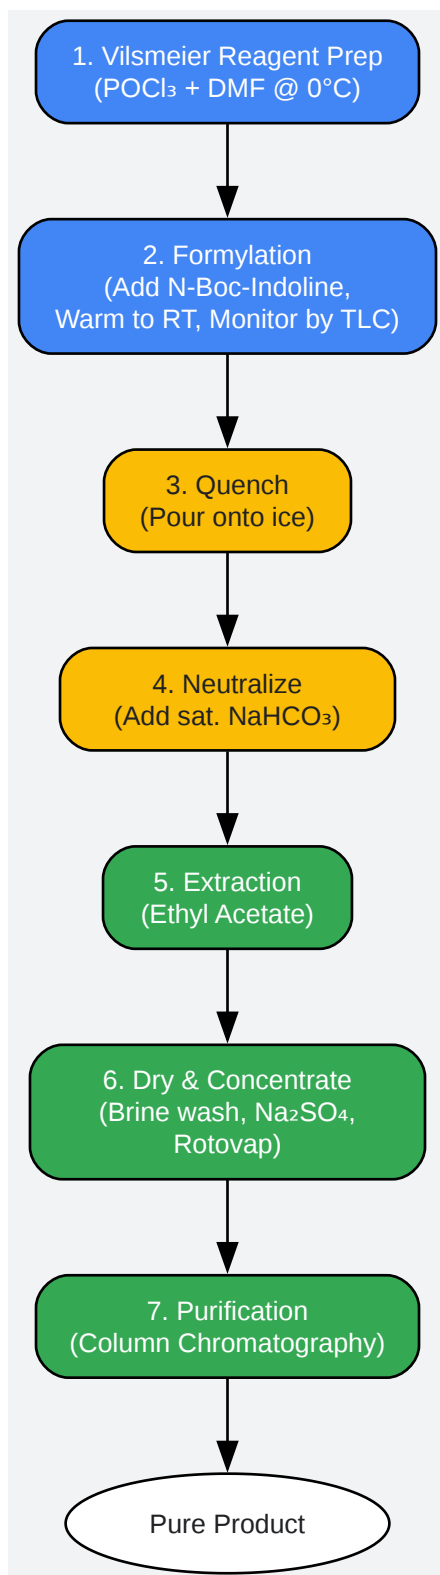 1. Vilsmeier Reagent Prep
(POCl₃ + DMF @ 0°C)
2. Formylation
(Add N-Boc-Indoline,
Warm to RT, Monitor by TLC)
3. Quench
(Pour onto ice)
4. Neutralize
(Add sat. NaHCO₃)
5. Extraction
(Ethyl Acetate)
6. Dry & Concentrate
(Brine wash, Na₂SO₄,
Rotovap)
7. Purification
(Column Chromatography)
Pure Product